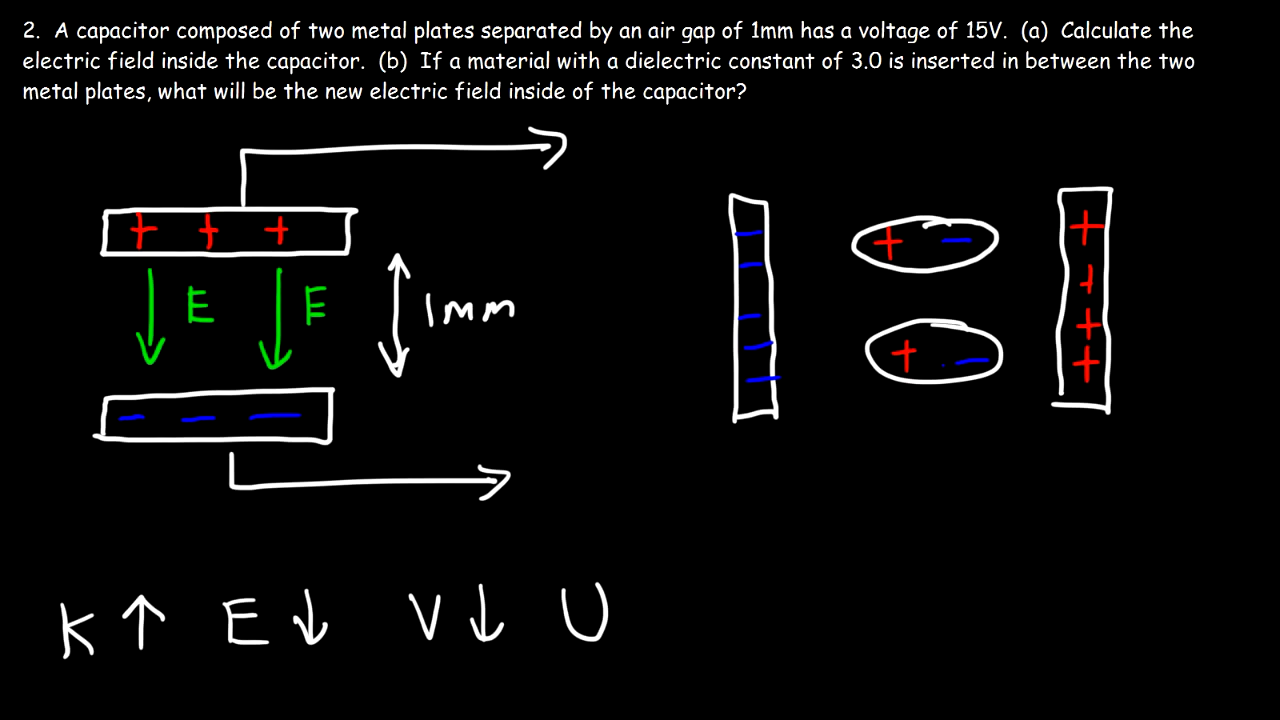 2. A capacitor composed of two metal plates separated by an air gap of 1mm has a voltage of 15V. (a) Calculate the
electric field inside the capacitor. (b) If a material with a dielectric constant of 3.0 is inserted in between the two
metal plates, what will be the new electric field inside of the capacitor?
+ + +
E E
1mm
- - -
- - - - -
+ -
+ -
+ + + +
K ↑ E ↓ V ↓ U